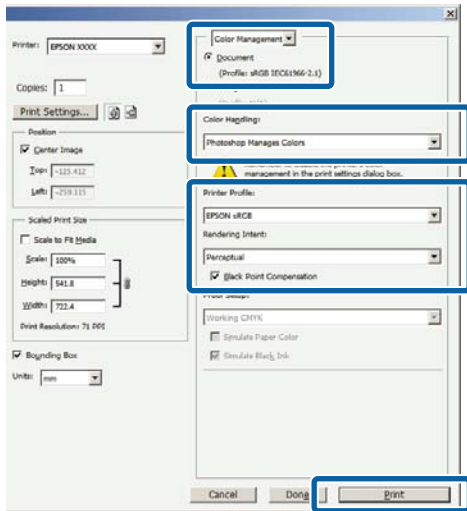 Printer: EPSON XXXX
Copies: 1
Print Settings...
Position
Center Image
Top: -123.412
Left: -259.115
Scaled Print Size
Scale to Fit Media
Scale: 100%
Height: 541.8
Width: 722.4
Print Resolution: 71 PPI
Bounding Box
Units: mm
Color Management
Document
(Profile: sRGB IEC61966-2.1)
Color Handling:
Photoshop Manages Colors
management in the print settings dialog box.
Printer Profile:
EPSON sRGB
Rendering Intent:
Perceptual
Black Point Compensation
Proof Setup:
Working CMYK
Simulate Paper Color
Simulate Black Ink
Cancel
Done
Print